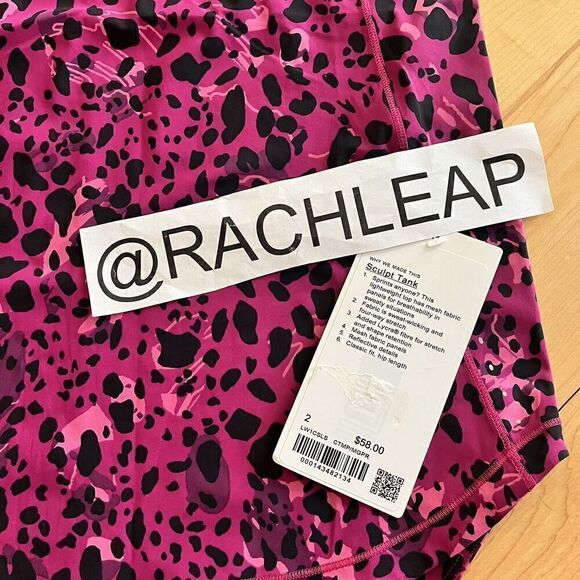 @RACHLEAP
WHY WE MADE THIS
Sculpt Tank
1. Sprints anyone? This
lightweight top has mesh fabric
panels for breathability in
sweaty situations
2. Fabric is sweat-wicking and
four-way stretch
3. Added Lycra® fibre for stretch
and shape retention
4. Mesh fabric panels
5. Reflective details
6. Classic fit, hip length
2
$58.00
LW1CSLS CTMP/MGPR
000143482134